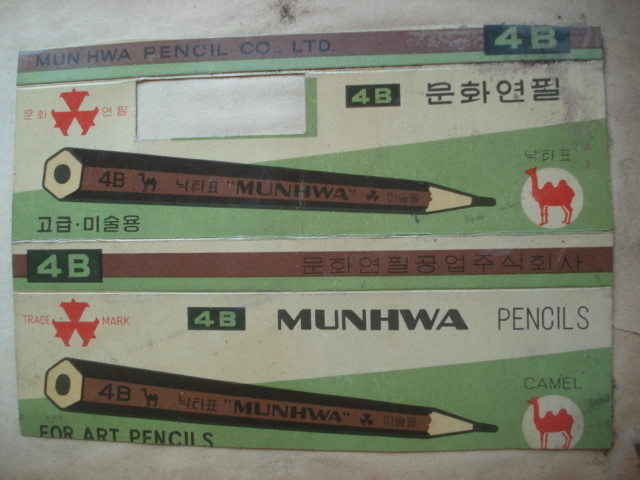 MUN HWA PENCIL CO., LTD. 4B
문화 연필 4B 문화연필
낙타표
4B 낙타표 "MUNHWA" 미술용
고급·미술용
4B 문화연필공업주식회사
TRADE MARK 4B MUNHWA PENCILS
CAMEL
4B 낙타표 "MUNHWA" 미술용
FOR ART PENCILS